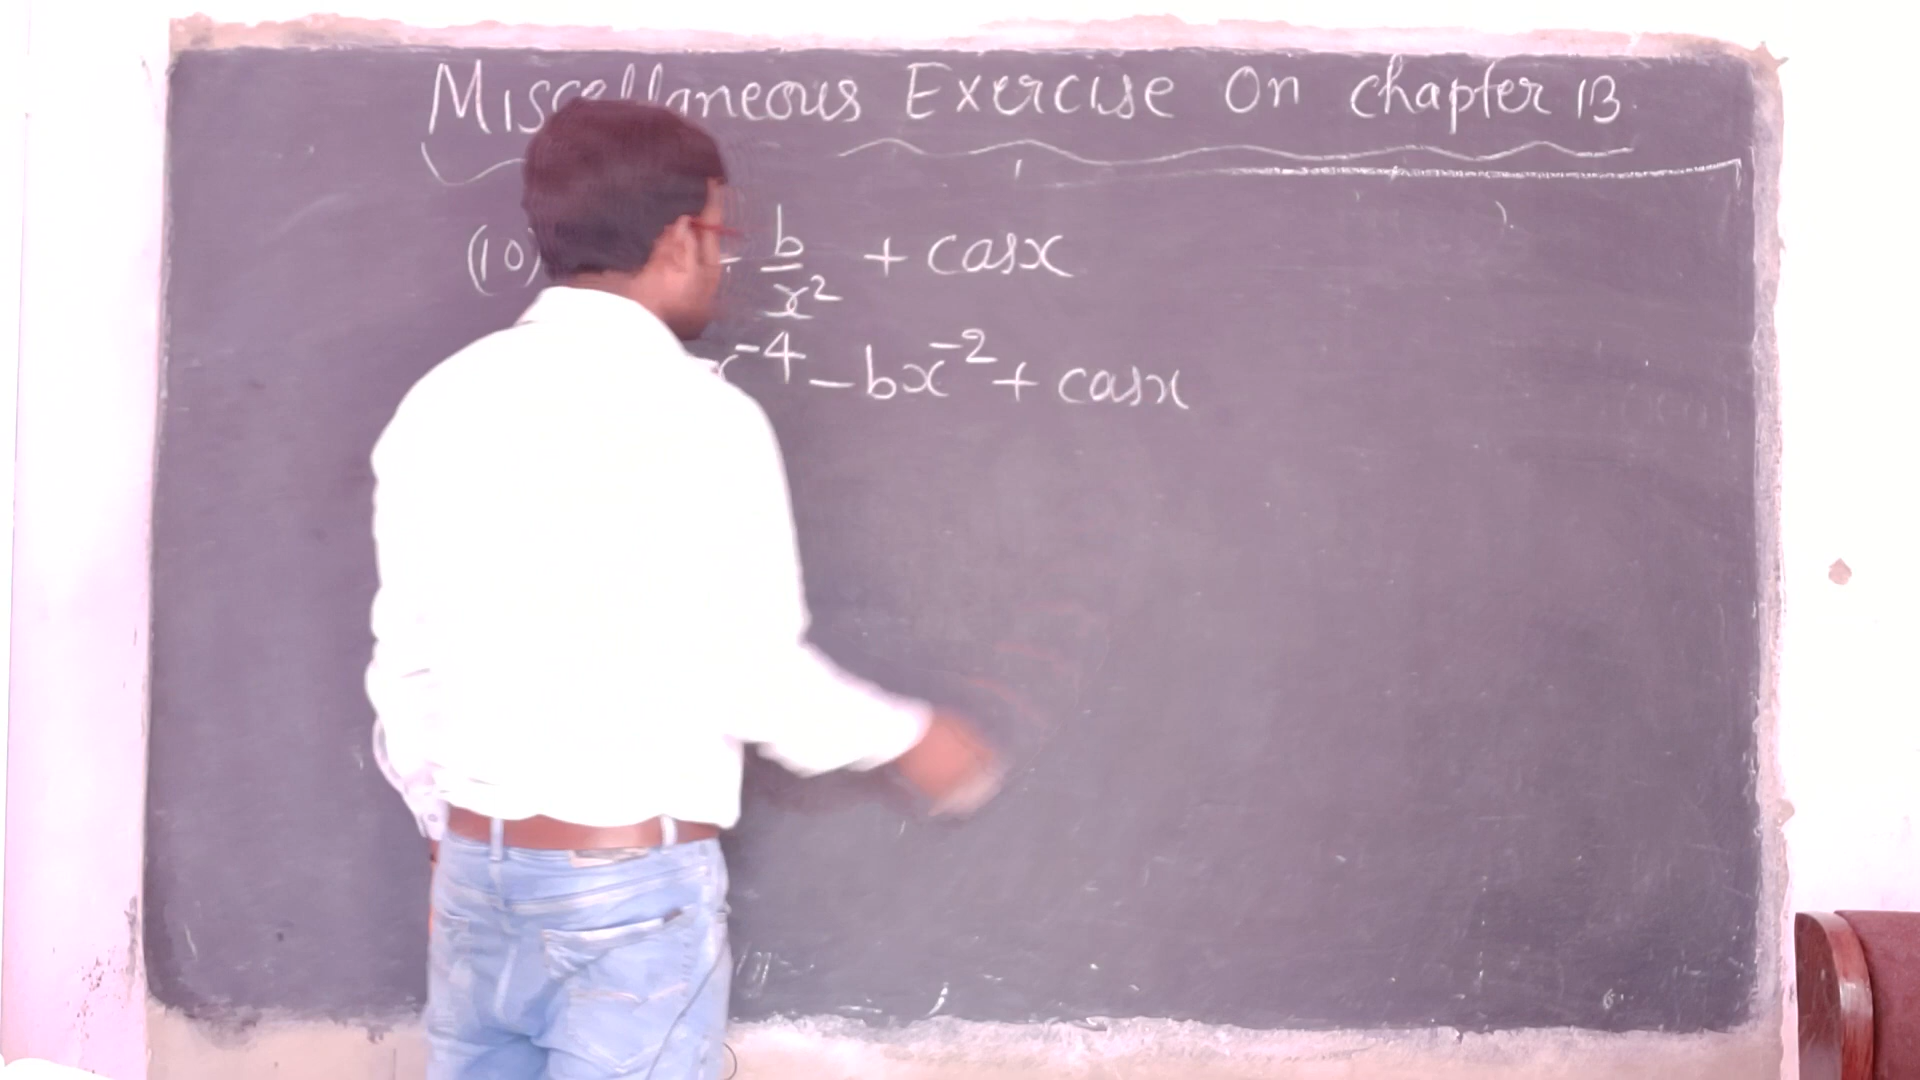 Miscellaneous Exercise On Chapter 13.
(10) - b/x² + cosx
x⁻⁴ - bx⁻² + cosx